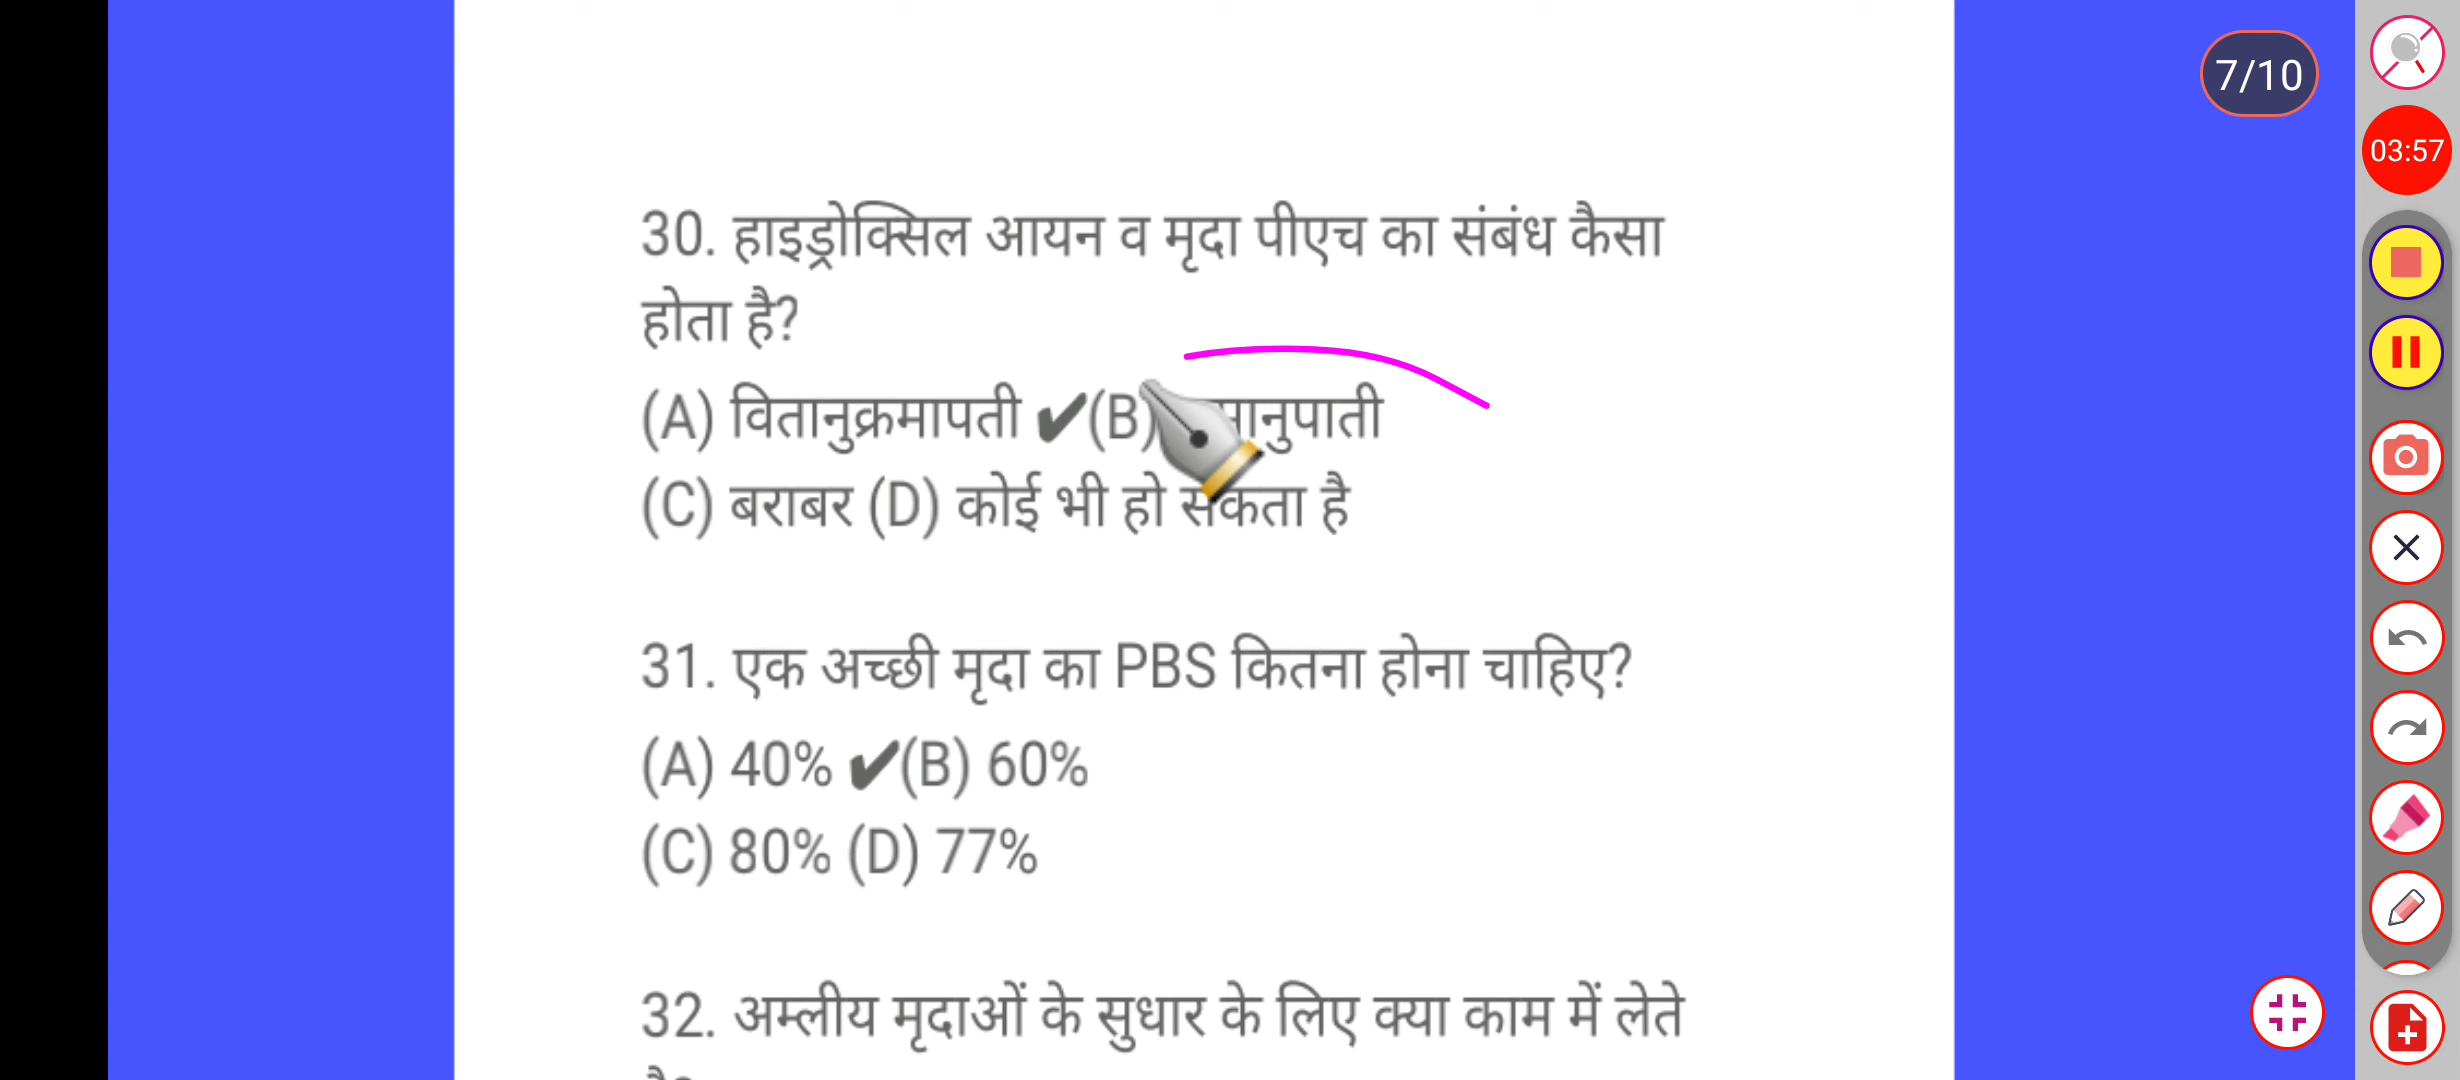 7/10
03:57
30. हाइड्रोक्सिल आयन व मृदा पीएच का संबंध कैसा
होता है?
(A) वितानुक्रमापती ✔(B)
(C) बराबर (D) कोई भी हो सकता है
31. एक अच्छी मृदा का PBS कितना होना चाहिए?
(A) 40% ✔(B) 60%
(C) 80% (D) 77%
32. अम्लीय मृदाओं के सुधार के लिए क्या काम में लेते